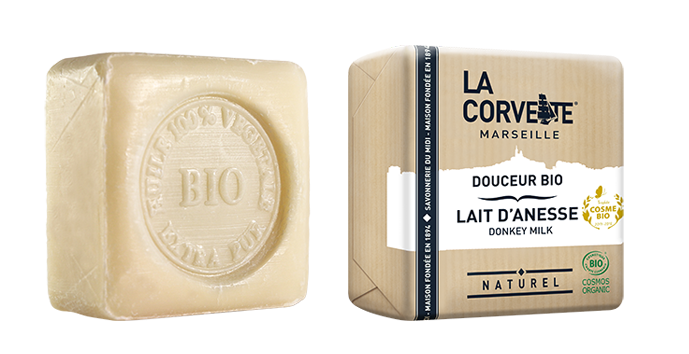 HUILE 100% VEGETALE
BIO
EXTRA PUR
SAVONNERIE DU MIDI - MAISON FONDÉE EN 1894
MAISON FONDÉE EN 1894
LA
CORVETTE®
MARSEILLE
DOUCEUR BIO
LAIT D'ANESSE
DONKEY MILK
COSME
BIO
NATUREL
BIO
COSMOS
ORGANIC